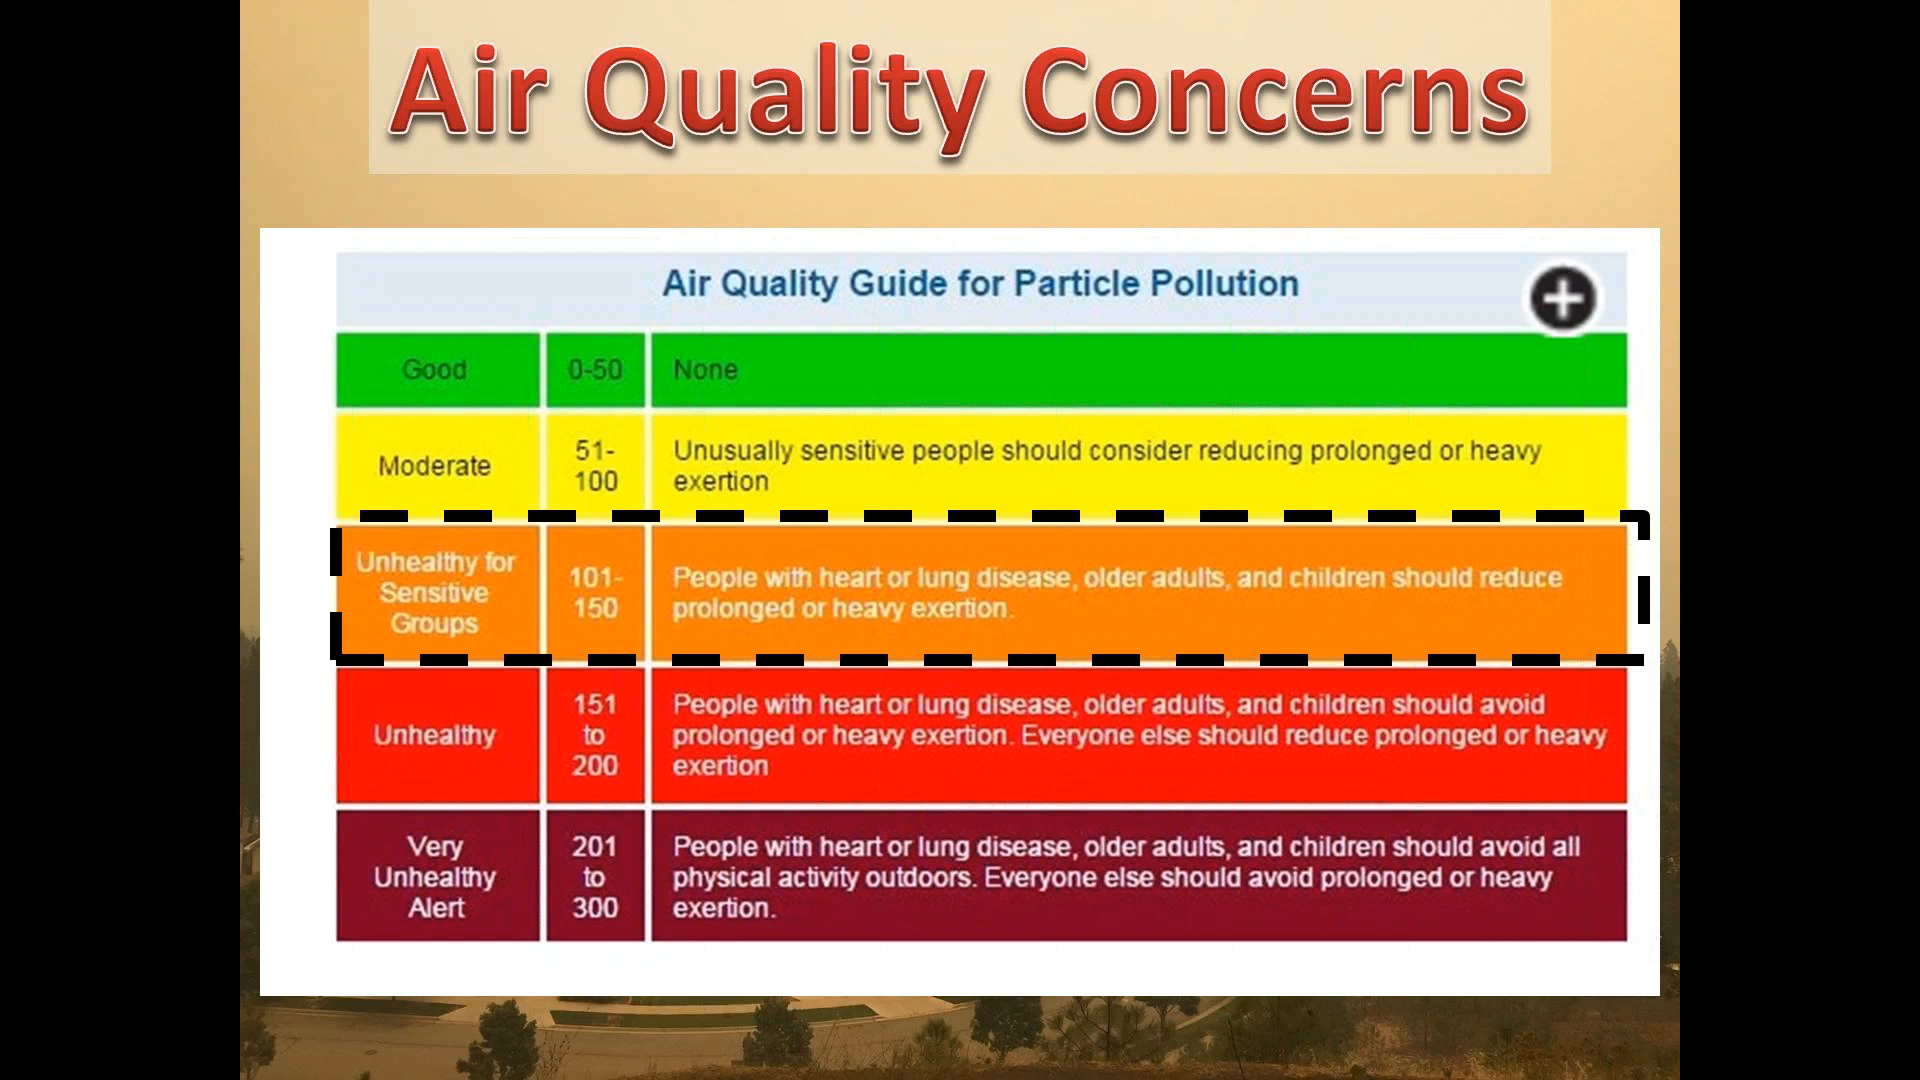 Air Quality Concerns
Air Quality Guide for Particle Pollution
Good
0-50
None
Moderate
51-
100
Unusually sensitive people should consider reducing prolonged or heavy
exertion
Unhealthy for
Sensitive
Groups
101-
150
People with heart or lung disease, older adults, and children should reduce
prolonged or heavy exertion.
Unhealthy
151
to
200
People with heart or lung disease, older adults, and children should avoid
prolonged or heavy exertion. Everyone else should reduce prolonged or heavy
exertion
Very
Unhealthy
Alert
201
to
300
People with heart or lung disease, older adults, and children should avoid all
physical activity outdoors. Everyone else should avoid prolonged or heavy
exertion.